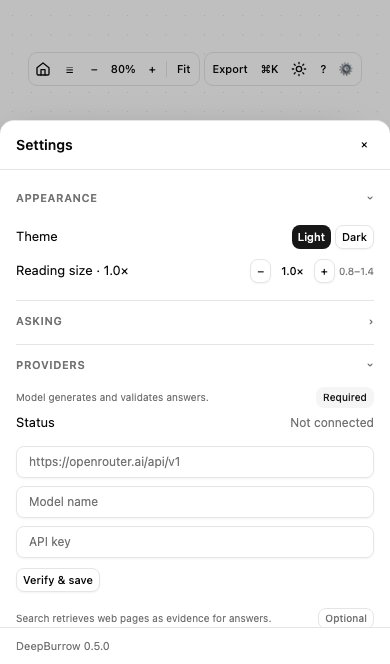 80%
Fit
Export
⌘K
?
Settings
APPEARANCE
Theme
Light
Dark
Reading size · 1.0×
− 1.0× +
0.8–1.4
ASKING
PROVIDERS
Model generates and validates answers.
Required
Status
Not connected
https://openrouter.ai/api/v1
Model name
API key
Verify & save
Search retrieves web pages as evidence for answers.
Optional
DeepBurrow 0.5.0